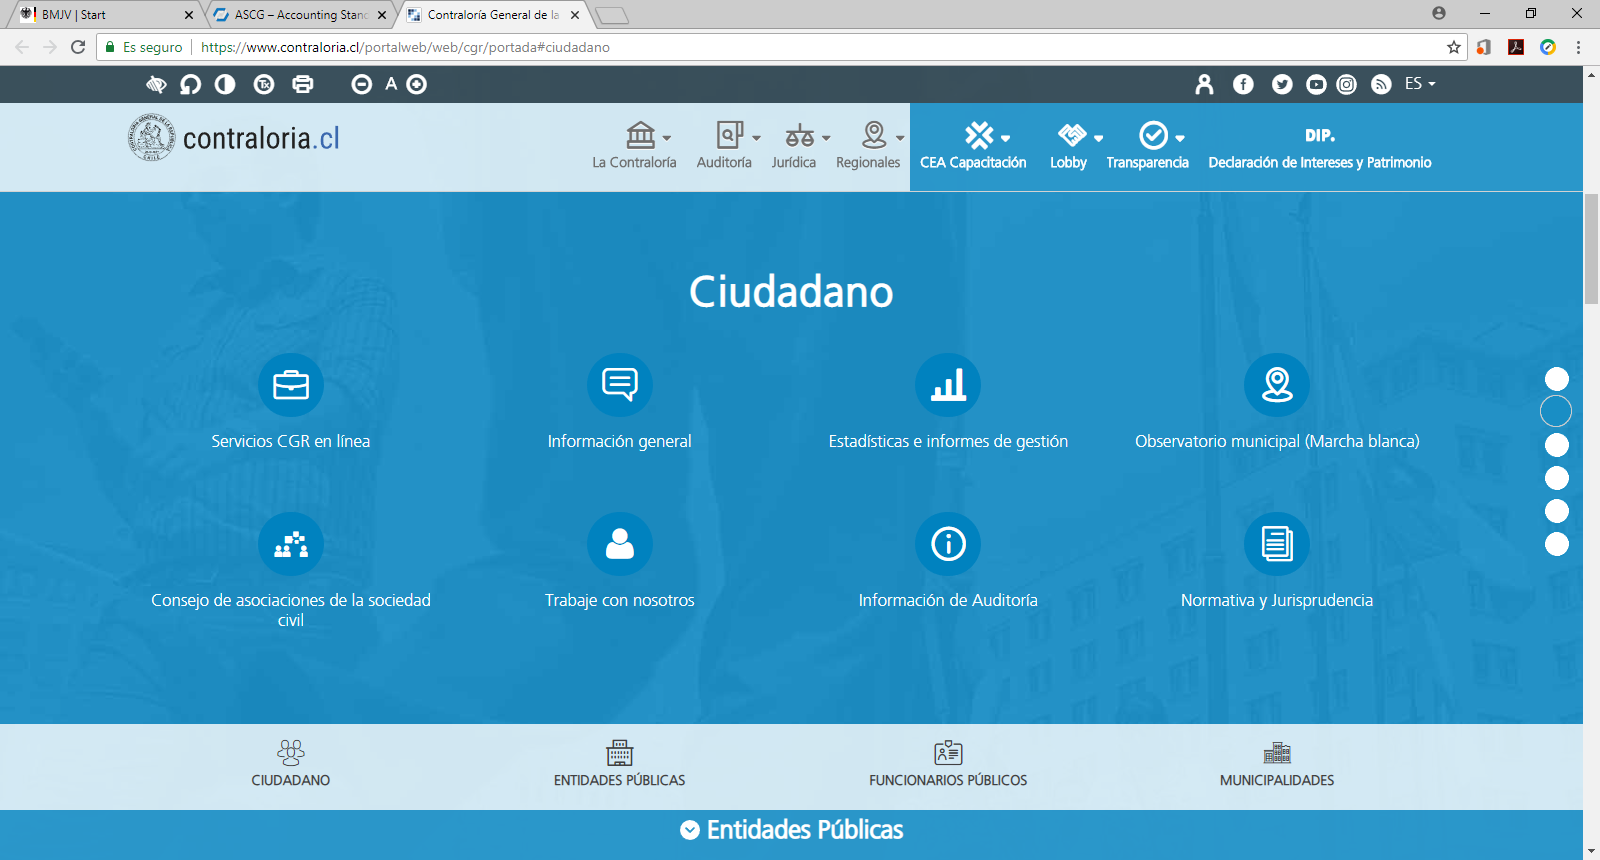 BMJV | Start
ASCG – Accounting Stan
Contraloría General de la
Es seguro
https://www.contraloria.cl/portalweb/web/cgr/portada#ciudadano
Tx
A
ES
contraloria.cl
La Contraloría
Auditoría
Jurídica
Regionales
CEA Capacitación
Lobby
Transparencia
DIP.
Declaración de Intereses y Patrimonio
Ciudadano
Servicios CGR en línea
Información general
Estadísticas e informes de gestión
Observatorio municipal (Marcha blanca)
Consejo de asociaciones de la sociedad
civil
Trabaje con nosotros
Información de Auditoría
Normativa y Jurisprudencia
CIUDADANO
ENTIDADES PÚBLICAS
FUNCIONARIOS PÚBLICOS
MUNICIPALIDADES
Entidades Públicas